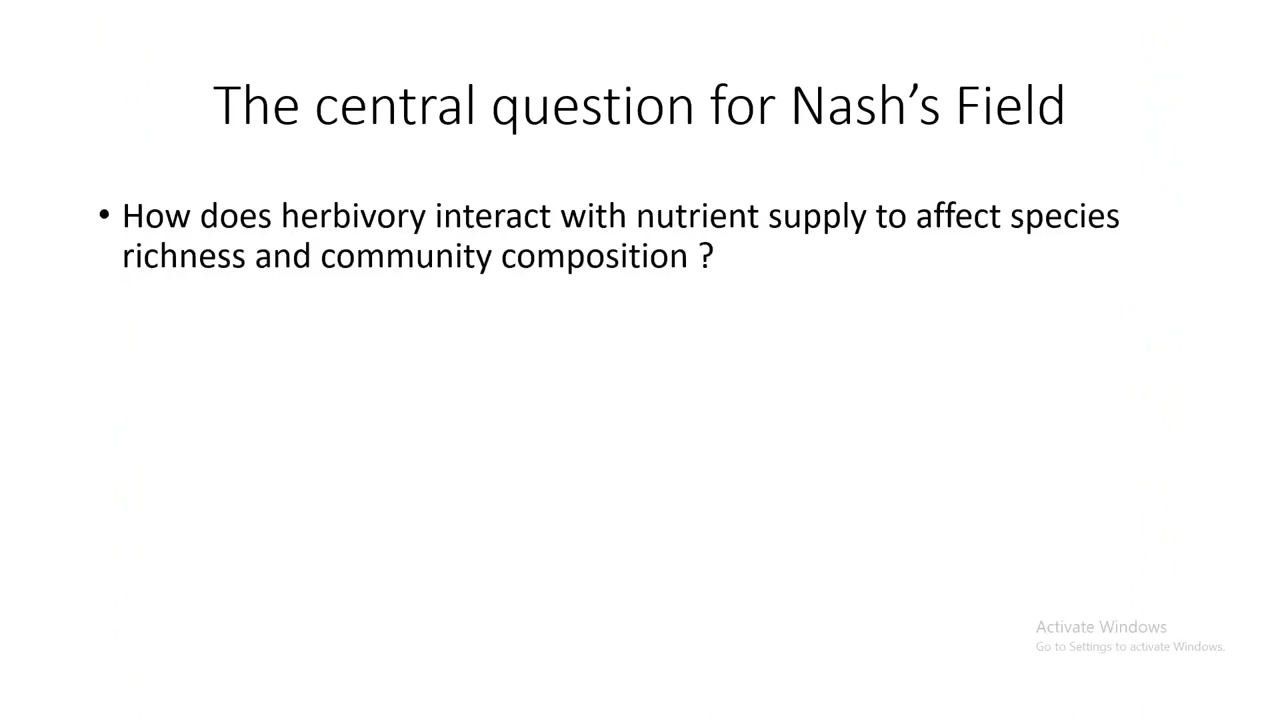 The central question for Nash’s Field
• How does herbivory interact with nutrient supply to affect species
richness and community composition ?
Activate Windows
Go to Settings to activate Windows.